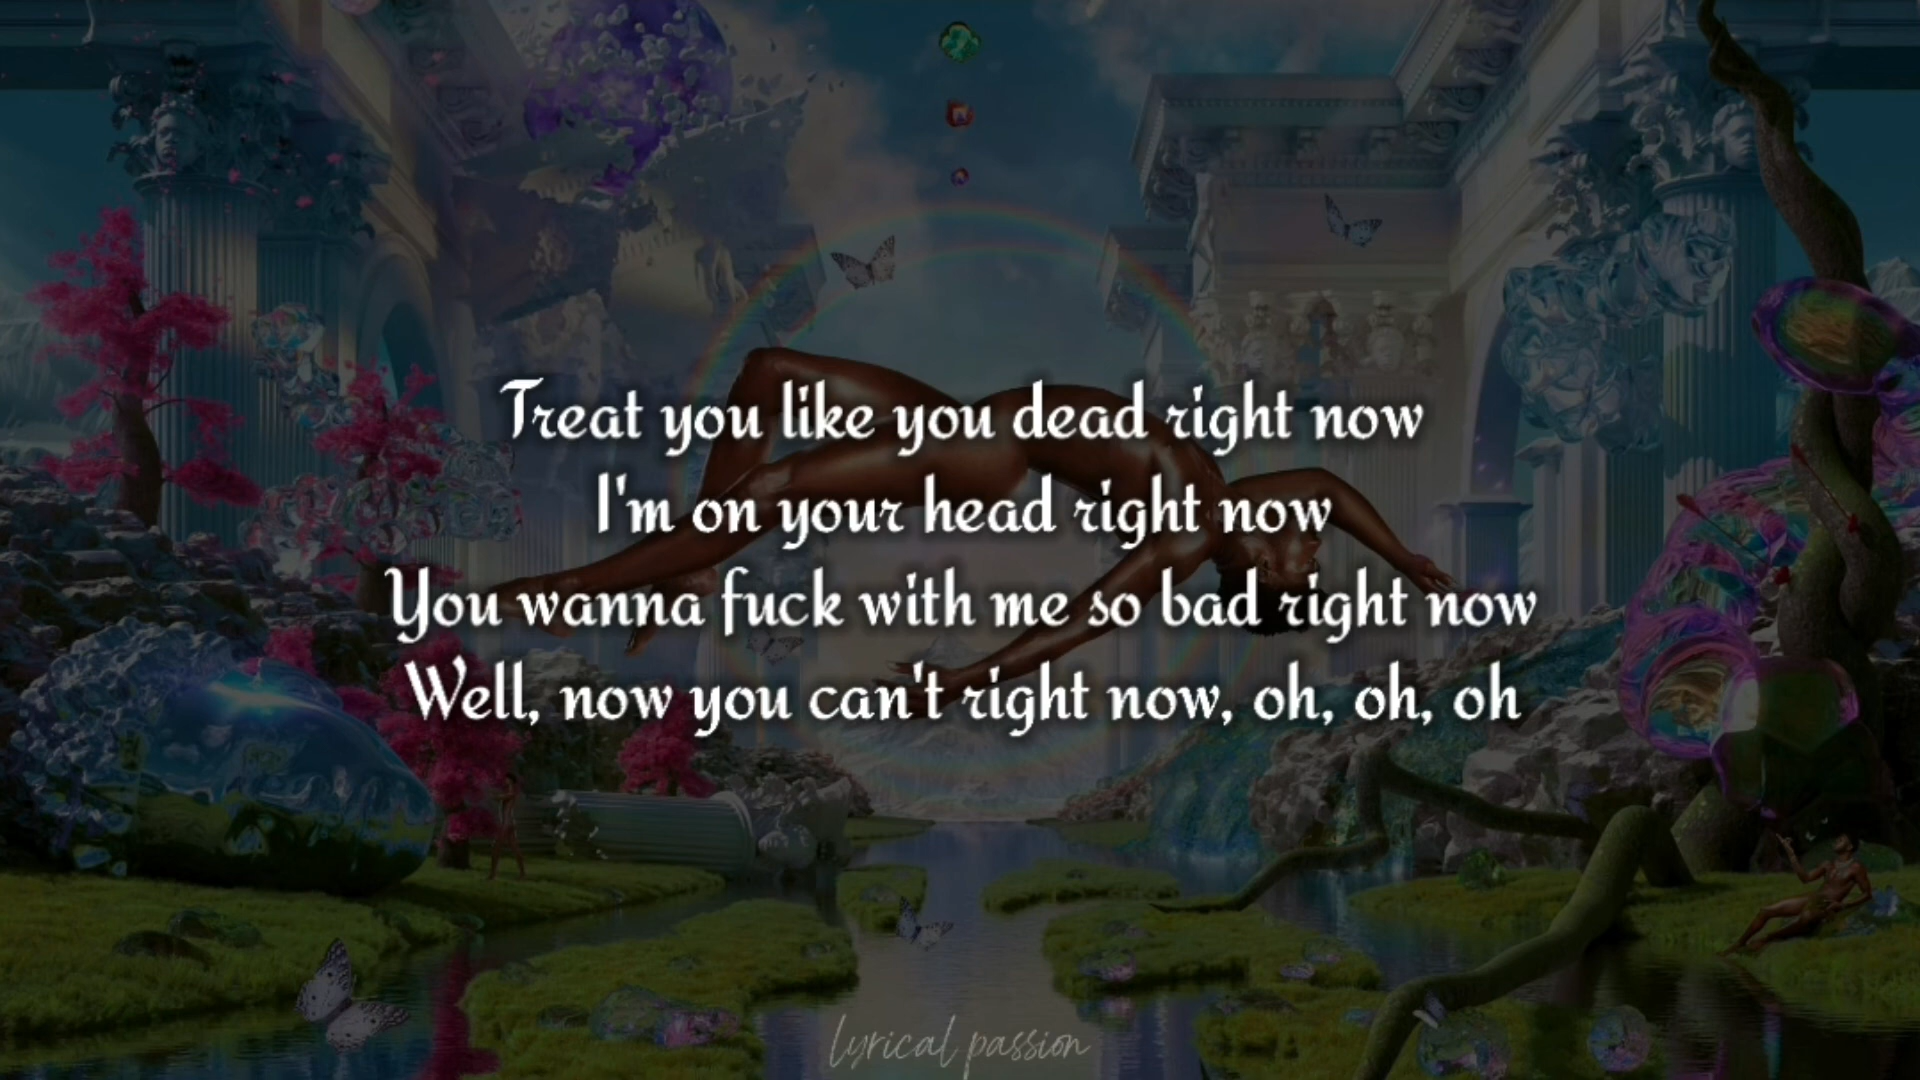 Treat you like you dead right now
I'm on your head right now
You wanna fuck with me so bad right now
Well, now you can't right now, oh, oh, oh
lyrical passion